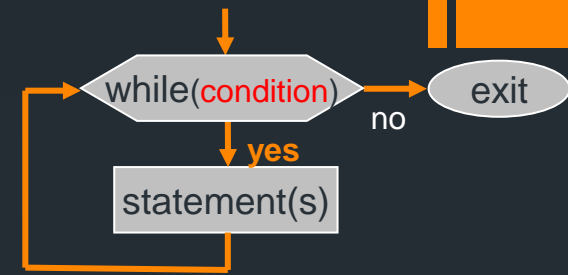 while(condition)
exit
no
yes
statement(s)